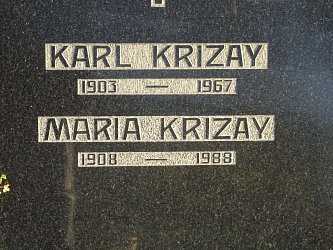 KARL KRIZAY
1903 — 1967
MARIA KRIZAY
1908 — 1988